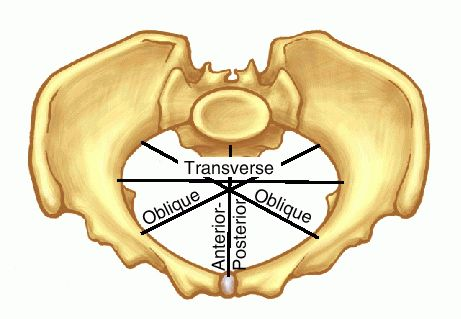 Transverse
Oblique
Oblique
Anterior-
Posterior